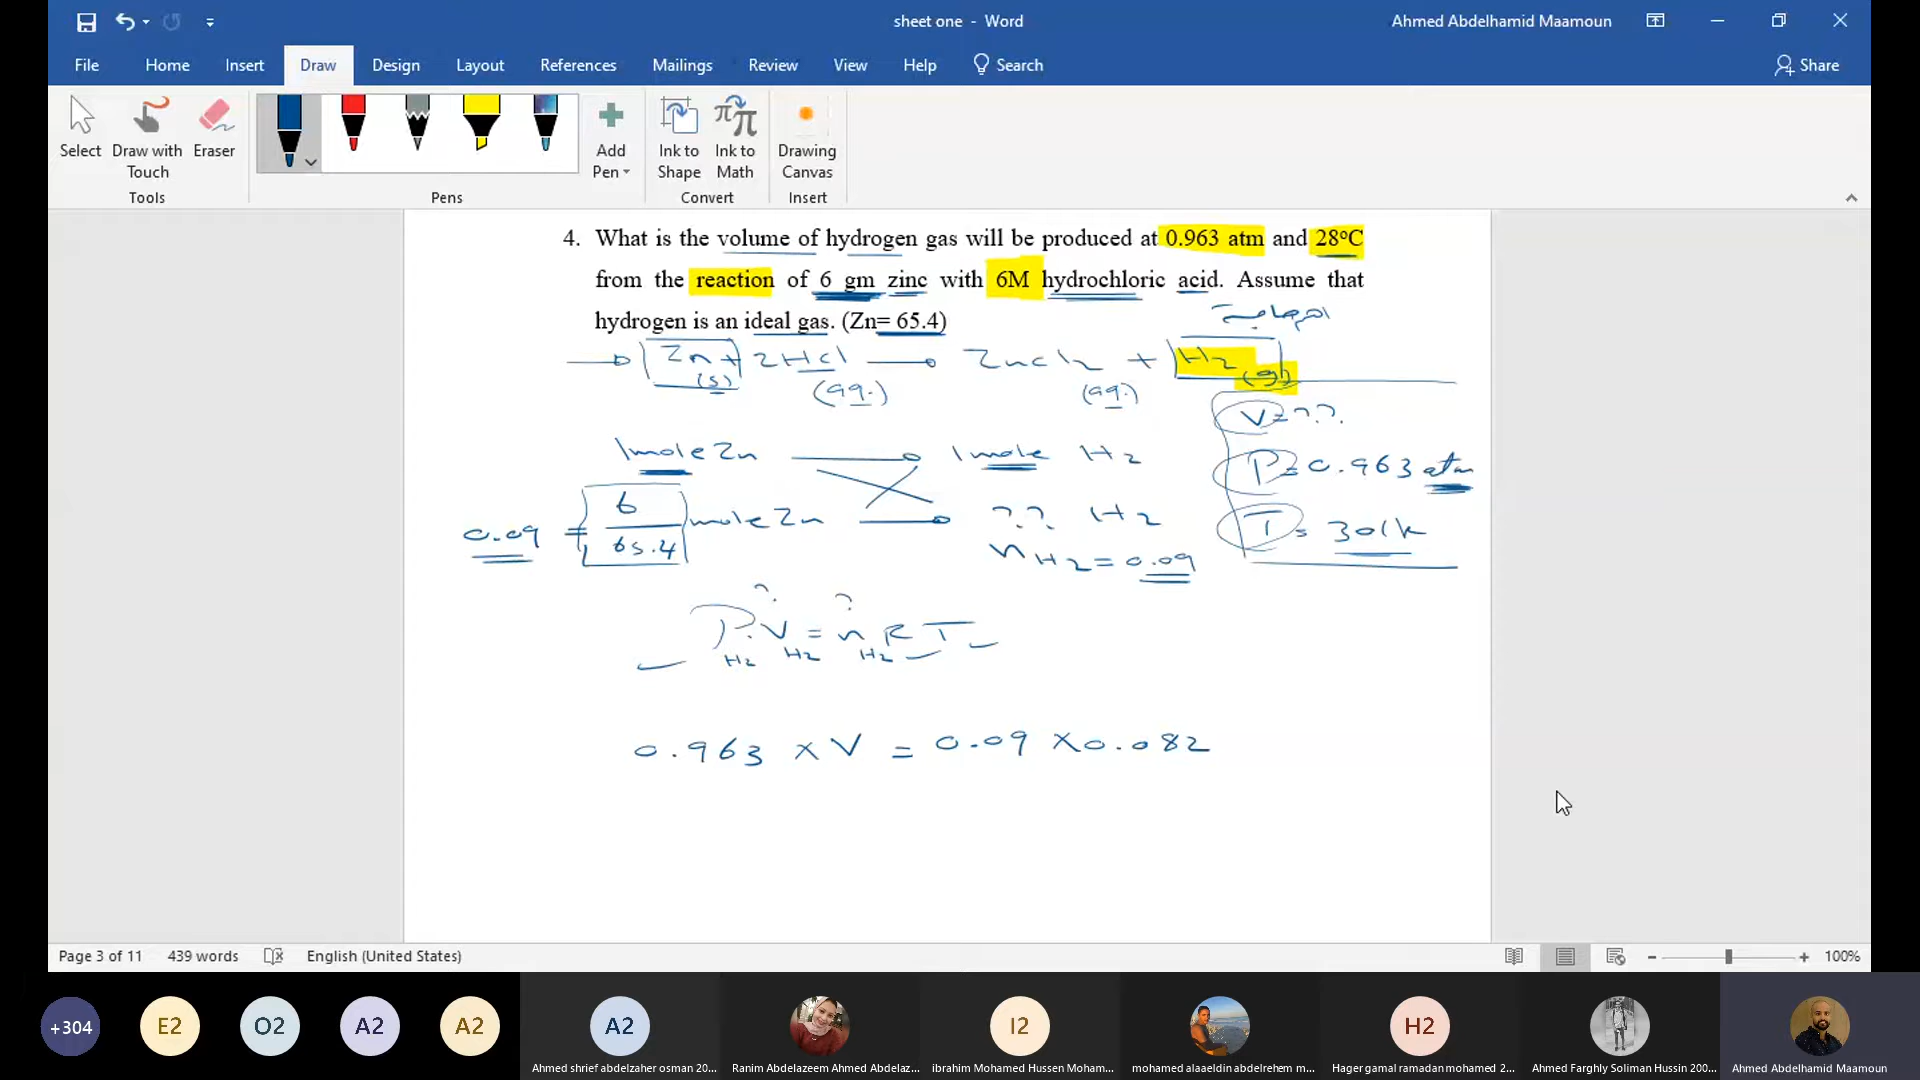 sheet one - Word
Ahmed Abdelhamid Maamoun
File Home Insert Draw Design Layout References Mailings Review View Help Search Share
Select Draw with Touch Eraser Add Pen Ink to Shape Ink to Math Drawing Canvas
Tools Pens Convert Insert
4. What is the volume of hydrogen gas will be produced at 0.963 atm and 28°C
from the reaction of 6 gm zinc with 6M hydrochloric acid. Assume that
hydrogen is an ideal gas. (Zn= 65.4)
Zn + 2HCl → ZnCl2 + H2
(s) (aq.) (aq.) (g)
V=??
P=0.963 atm
T=301k
1mole Zn → 1mole H2
0.09 = 6/65.4 mole Zn → ?? H2
nH2=0.09
? ?
P.V = n R T
H2 H2 H2
0.963 x V = 0.09 x 0.082
Page 3 of 11 439 words English (United States) 100%
+304 E2 O2 A2 A2 A2 I2 H2
Ahmed shrief abdelzaher osman 20... Ranim Abdelazeem Ahmed Abdelaz... ibrahim Mohamed Hussen Moham... mohamed alaaeldin abdelrehem m... Hager gamal ramadan mohamed 2... Ahmed Farghly Soliman Hussin 200... Ahmed Abdelhamid Maamoun